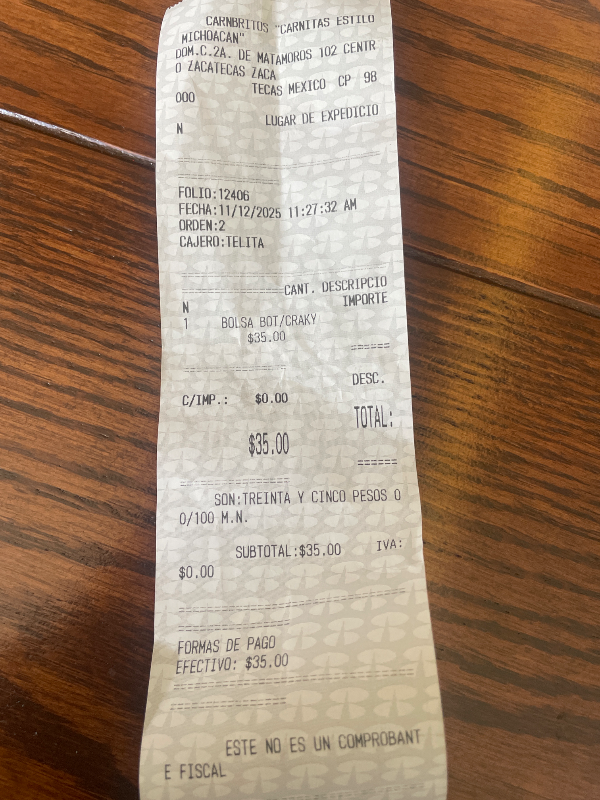 CARNBRITOS "CARNITAS ESTILO
MICHOACAN"
DOM.C.2A. DE MATAMOROS 102 CENTR
O ZACATECAS ZACA
TECAS MEXICO CP 98
000
LUGAR DE EXPEDICIO
N
================================
================
FOLIO:12406
FECHA:11/12/2025 11:27:32 AM
ORDEN:2
CAJERO:TELITA
================================
================CANT. DESCRIPCIO
N IMPORTE
1 BOLSA BOT/CRAKY
$35.00
======
================
DESC.
C/IMP.: $0.00
TOTAL:
$35.00
======
================
SON:TREINTA Y CINCO PESOS 0
0/100 M.N.
SUBTOTAL:$35.00 IVA:
$0.00
================================
================
FORMAS DE PAGO
EFECTIVO: $35.00
================================
================
ESTE NO ES UN COMPROBANT
E FISCAL